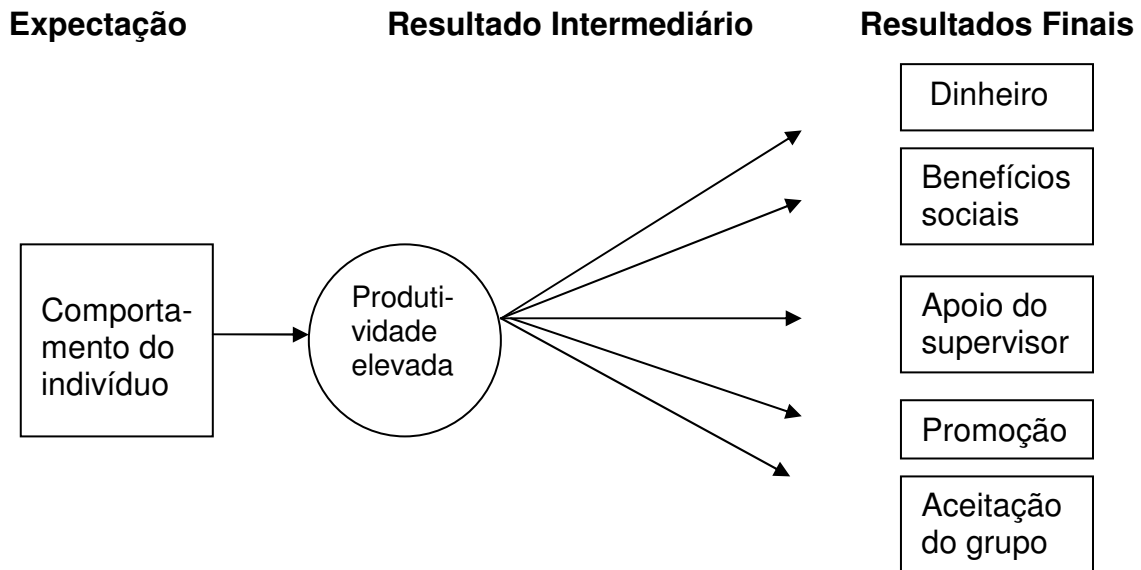 Expectação
Resultado Intermediário
Resultados Finais
Comporta-
mento do
indivíduo
Produti-
vidade
elevada
Dinheiro
Benefícios
sociais
Apoio do
supervisor
Promoção
Aceitação
do grupo